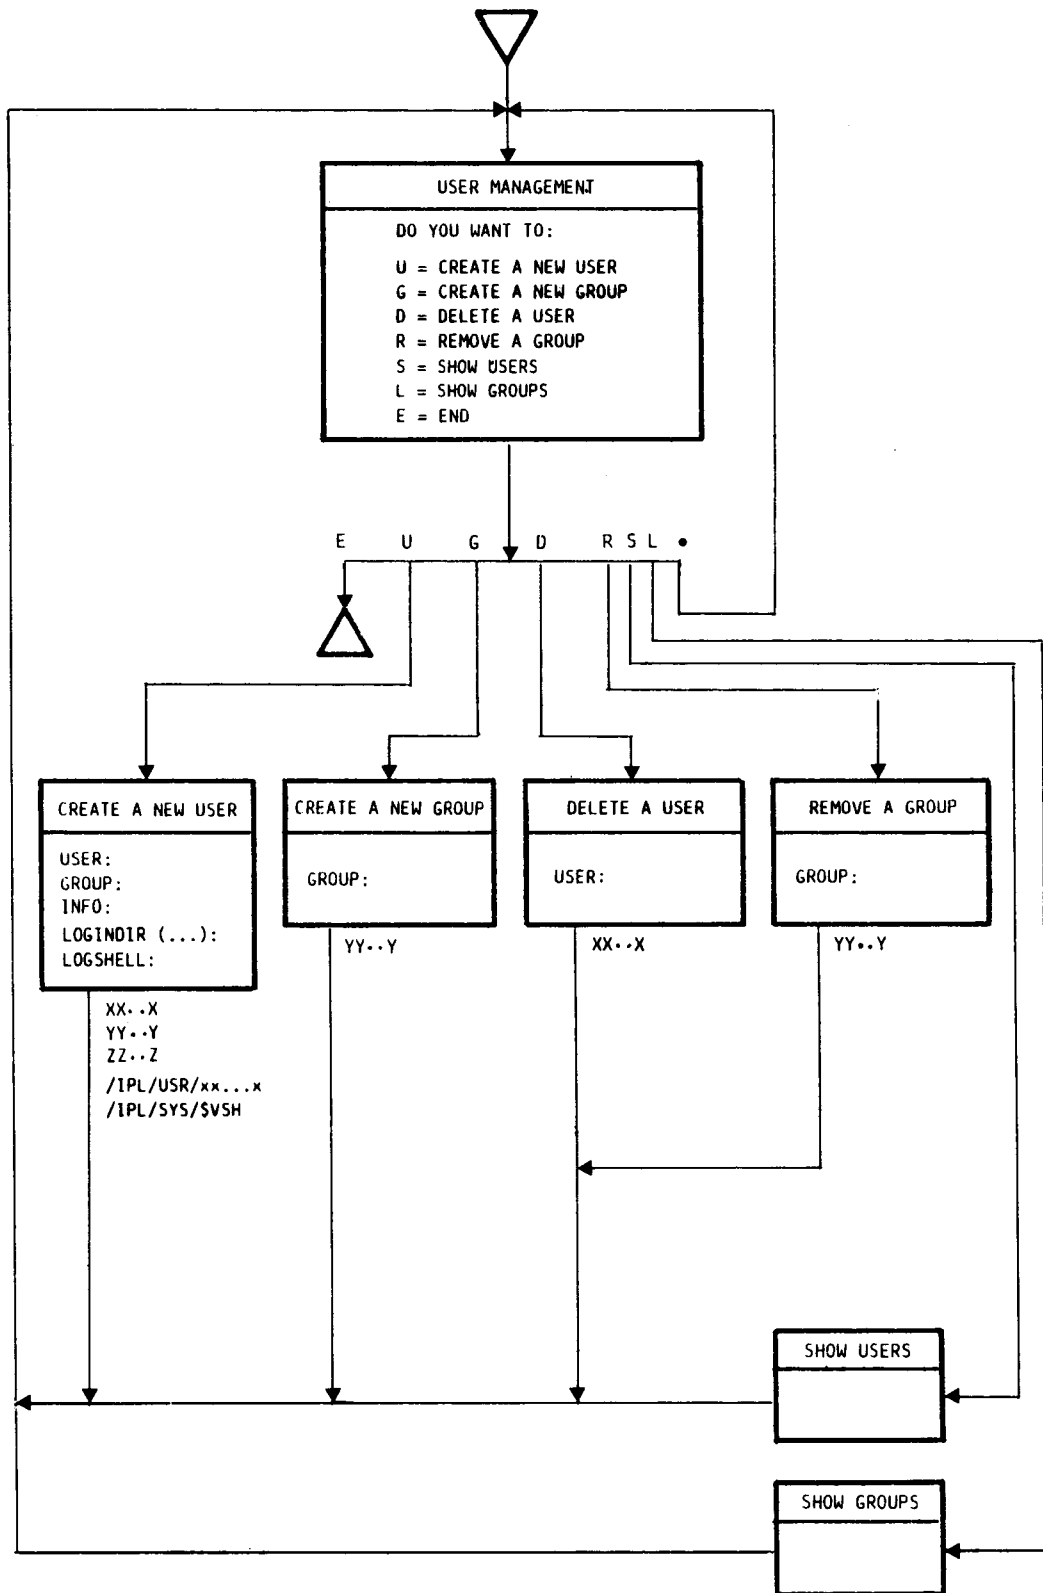 USER MANAGEMENT
DO YOU WANT TO:
U = CREATE A NEW USER
G = CREATE A NEW GROUP
D = DELETE A USER
R = REMOVE A GROUP
S = SHOW USERS
L = SHOW GROUPS
E = END
E U G D R S L •
CREATE A NEW USER
USER:
GROUP:
INFO:
LOGINDIR (...):
LOGSHELL:
XX..X
YY..Y
ZZ..Z
/IPL/USR/xx...x
/IPL/SYS/$VSH
CREATE A NEW GROUP
GROUP:
YY..Y
DELETE A USER
USER:
XX..X
REMOVE A GROUP
GROUP:
YY..Y
SHOW USERS
SHOW GROUPS